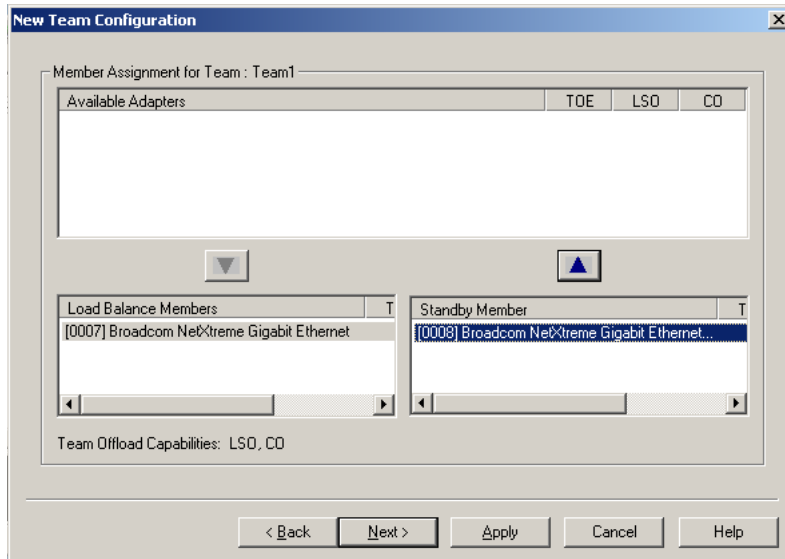 New Team Configuration
Member Assignment for Team : Team1
Available Adapters TOE LSO CO
Load Balance Members T
[0007] Broadcom NetXtreme Gigabit Ethernet
Standby Member T
[0008] Broadcom NetXtreme Gigabit Ethernet...
Team Offload Capabilities: LSO, CO
< Back Next > Apply Cancel Help